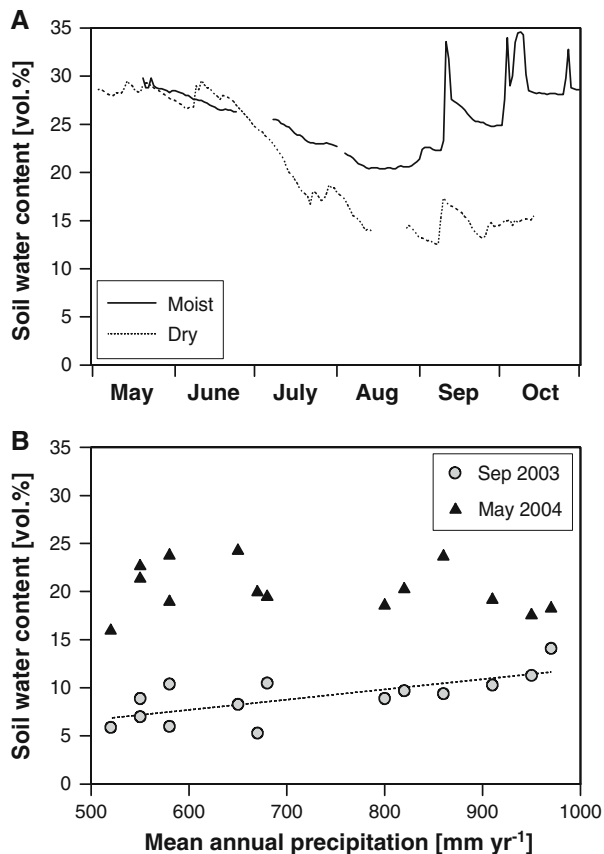 A
Soil water content [vol.%]
35
30
25
20
15
10
5
0
Moist
Dry
May June July Aug Sep Oct
B
Soil water content [vol.%]
35
30
25
20
15
10
5
0
Sep 2003
May 2004
500 600 700 800 900 1000
Mean annual precipitation [mm yr⁻¹]